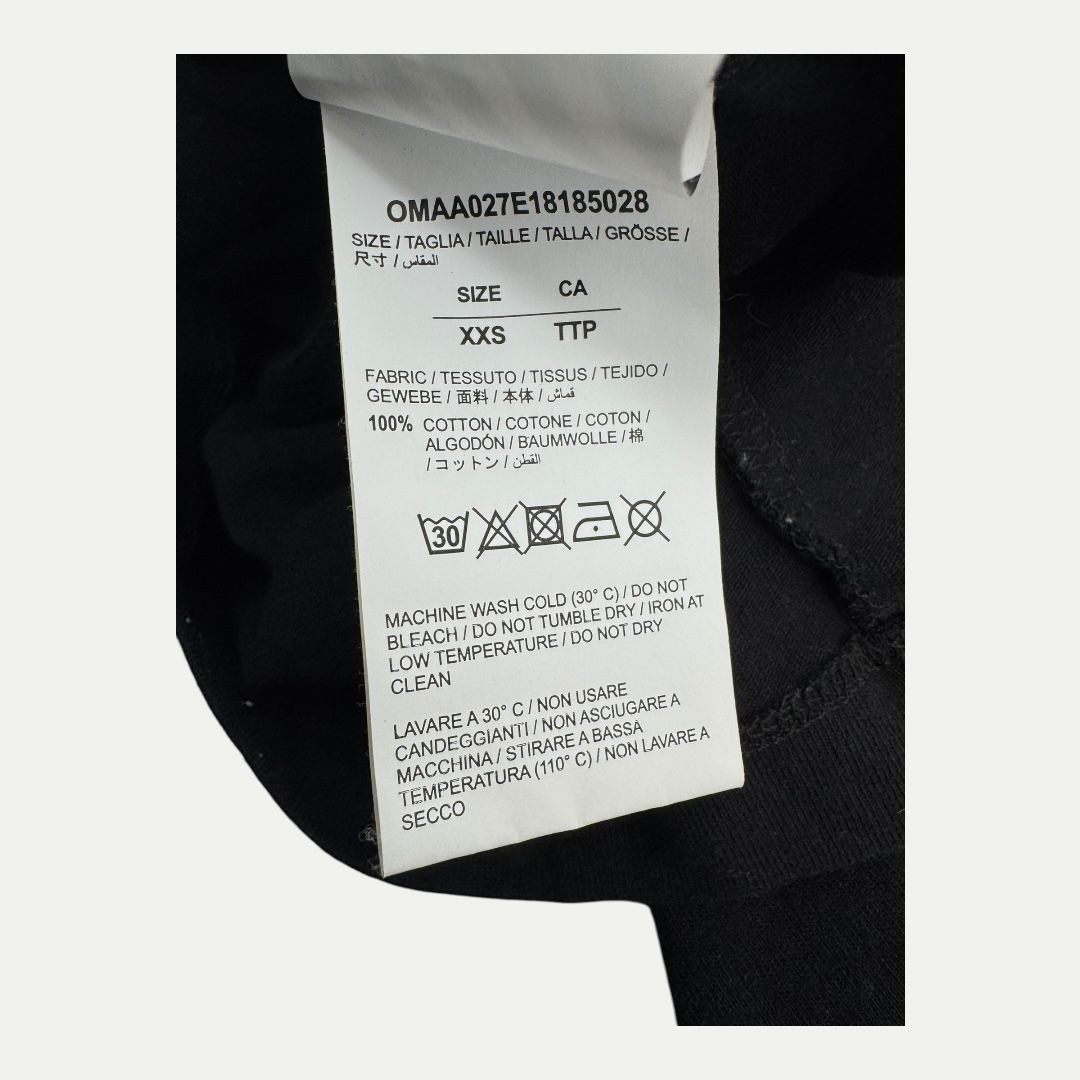 OMAA027E18185028
SIZE / TAGLIA / TAILLE / TALLA / GRÖSSE /
尺寸 / المقاس
SIZE CA
XXS TTP
FABRIC / TESSUTO / TISSUS / TEJIDO /
GEWEBE / 面料 / 本体 / قماش
100% COTTON / COTONE / COTON /
ALGODÓN / BAUMWOLLE / 棉
/ コットン / القطن
30
MACHINE WASH COLD (30° C) / DO NOT
BLEACH / DO NOT TUMBLE DRY / IRON AT
LOW TEMPERATURE / DO NOT DRY
CLEAN
LAVARE A 30° C / NON USARE
CANDEGGIANTI / NON ASCIUGARE A
MACCHINA / STIRARE A BASSA
TEMPERATURA (110° C) / NON LAVARE A
SECCO